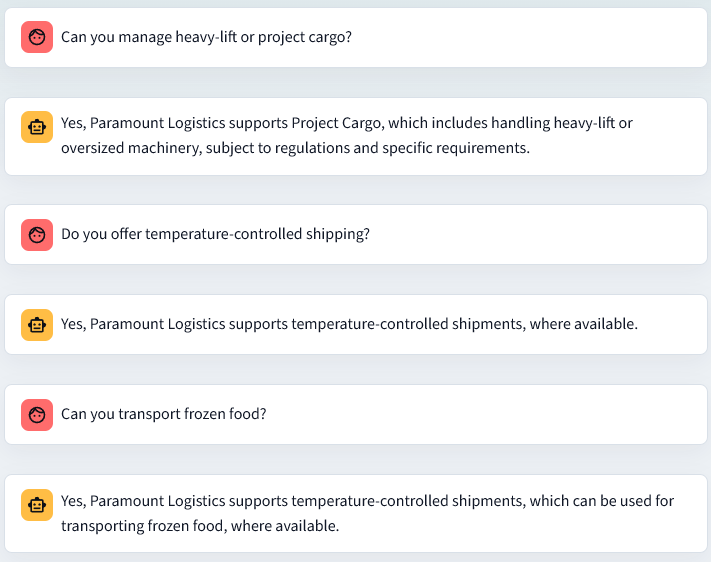 Can you manage heavy-lift or project cargo?
Yes, Paramount Logistics supports Project Cargo, which includes handling heavy-lift or
oversized machinery, subject to regulations and specific requirements.
Do you offer temperature-controlled shipping?
Yes, Paramount Logistics supports temperature-controlled shipments, where available.
Can you transport frozen food?
Yes, Paramount Logistics supports temperature-controlled shipments, which can be used for
transporting frozen food, where available.